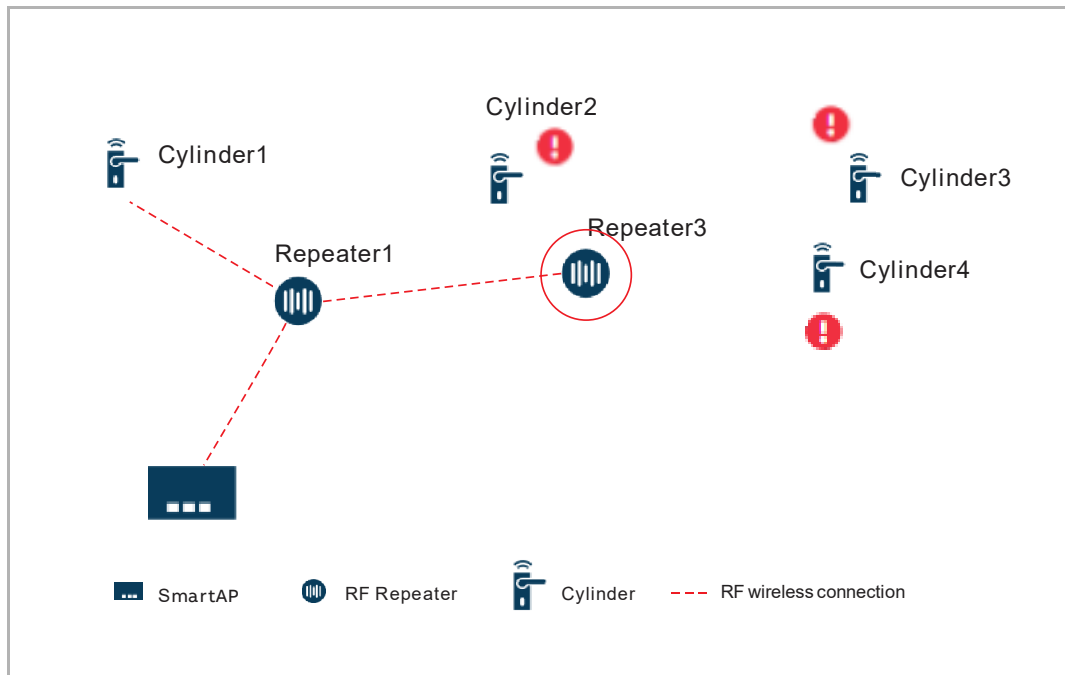 Cylinder2
Cylinder1
Cylinder3
Repeater3
Repeater1
Cylinder4
SmartAP
RF Repeater
Cylinder
RF wireless connection